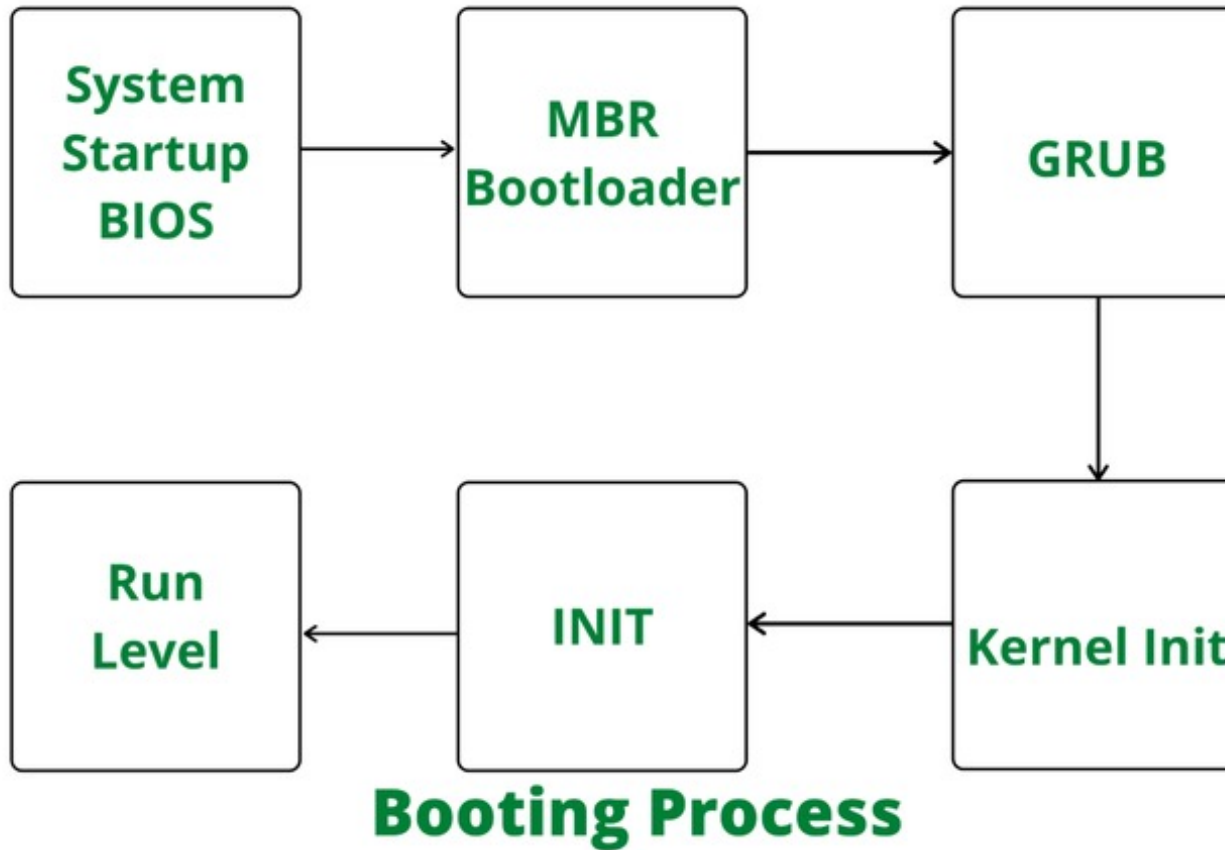 System
Startup
BIOS
MBR
Bootloader
GRUB
Run
Level
INIT
Kernel Init
Booting Process